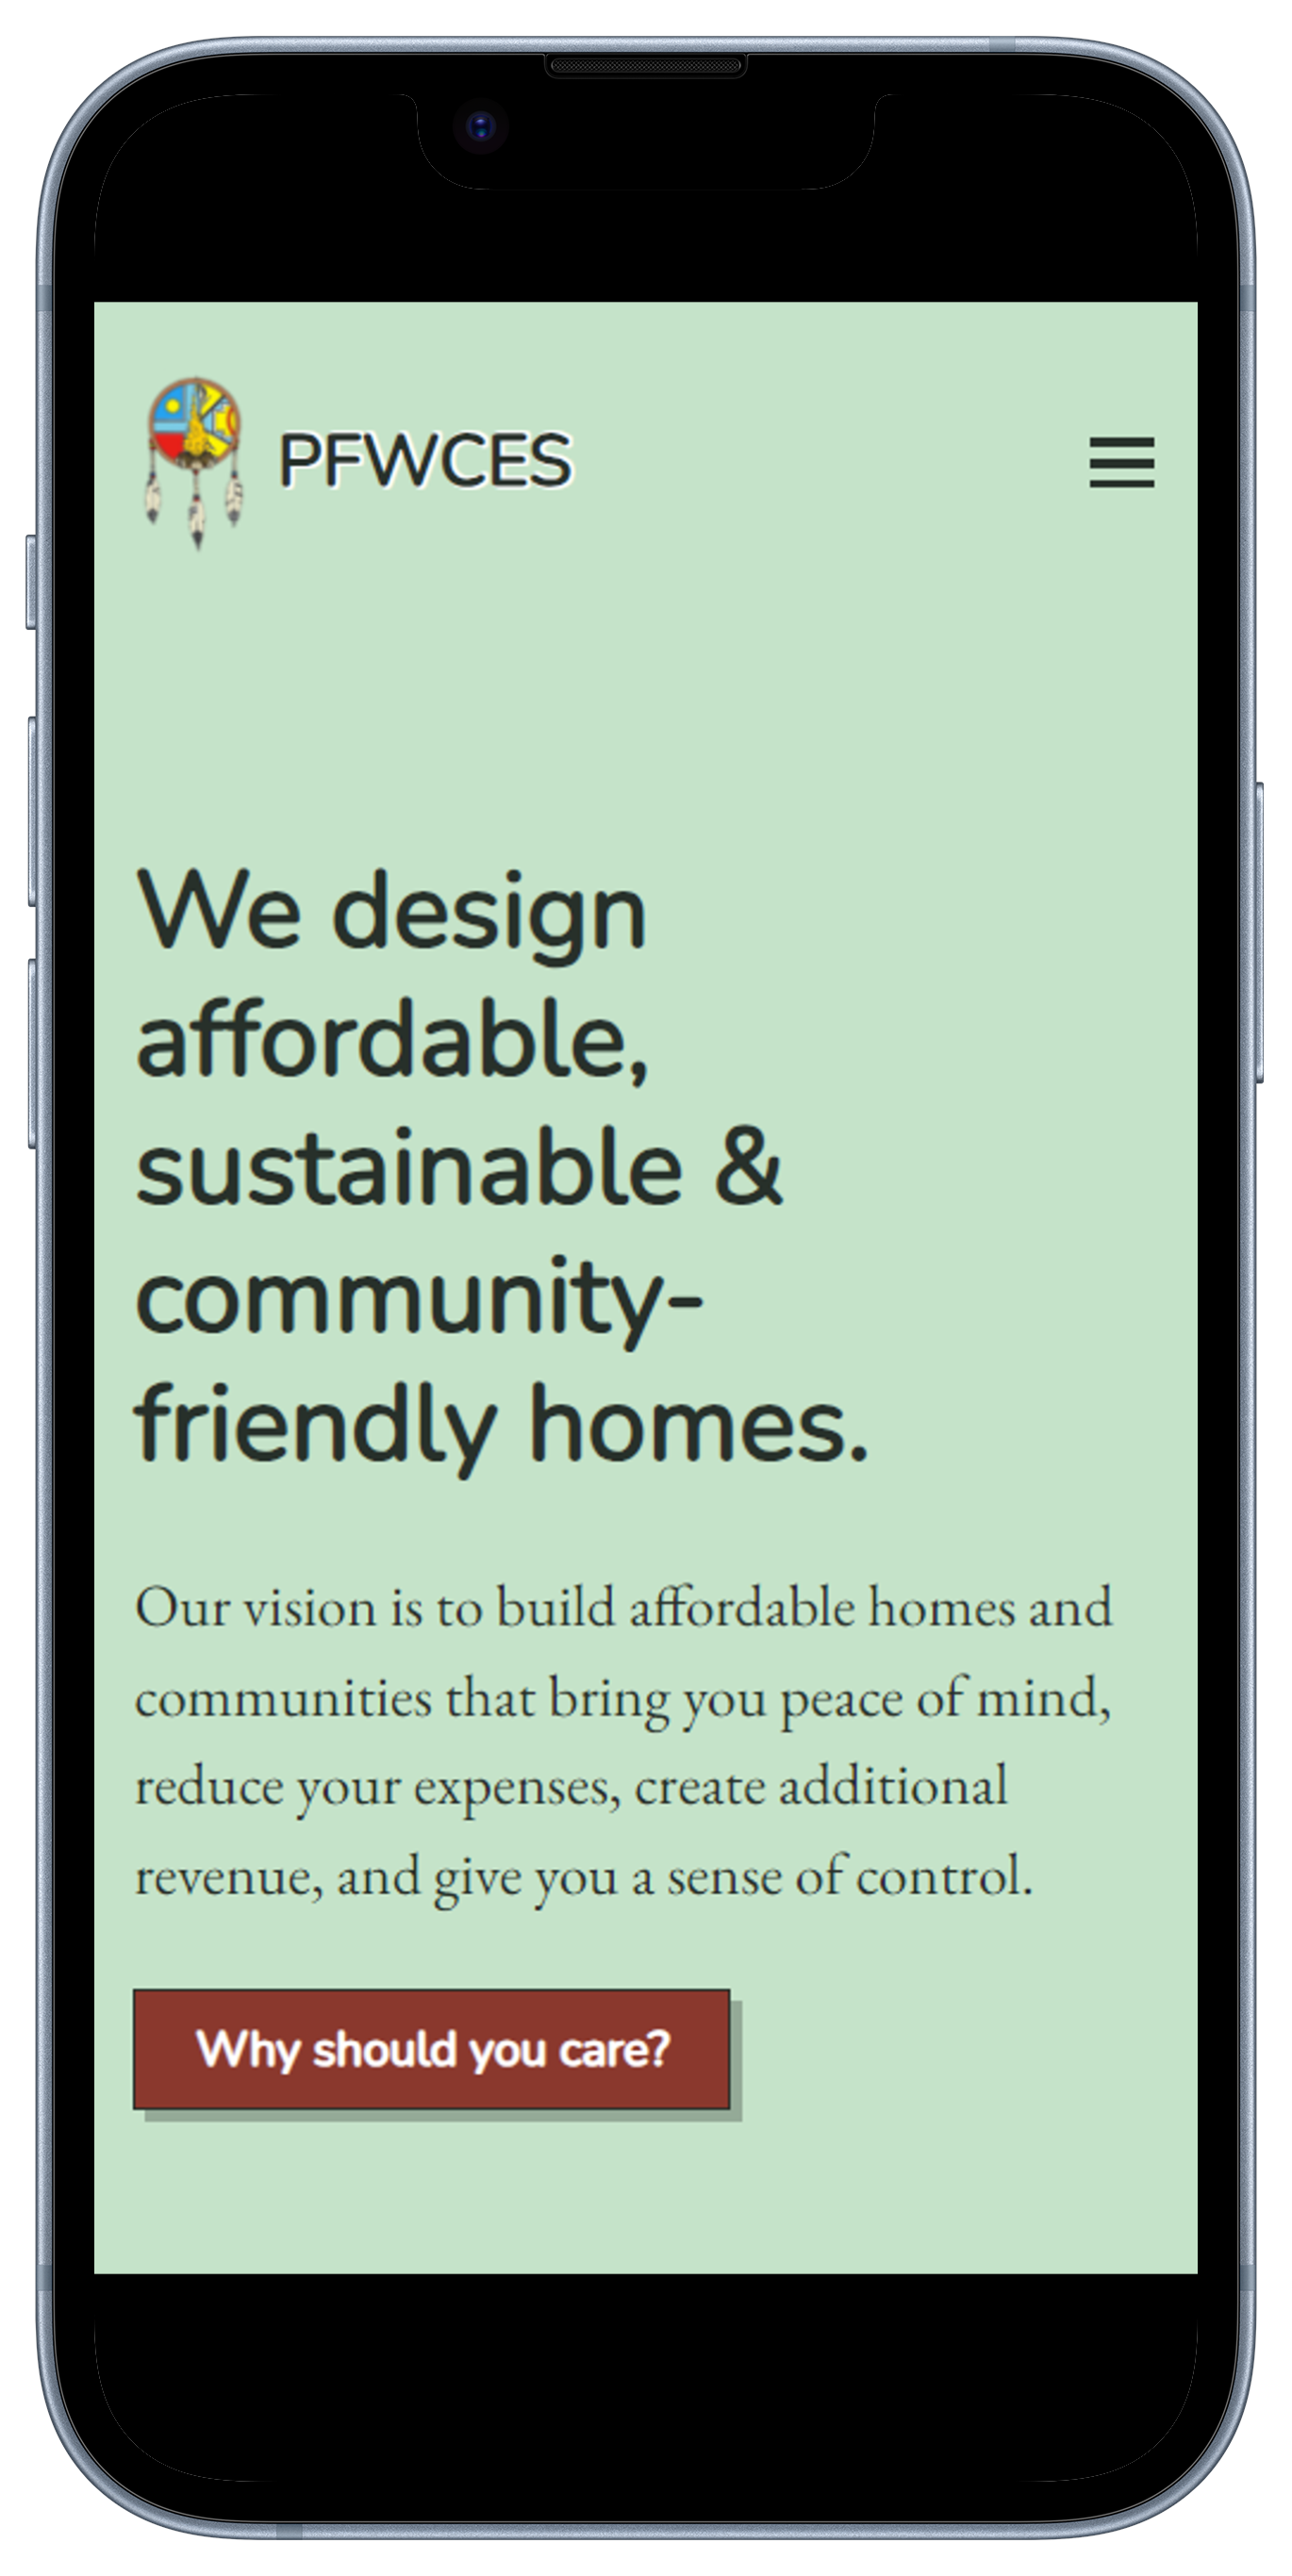 PFWCES
We design
affordable,
sustainable &
community-
friendly homes.
Our vision is to build affordable homes and
communities that bring you peace of mind,
reduce your expenses, create additional
revenue, and give you a sense of control.
Why should you care?